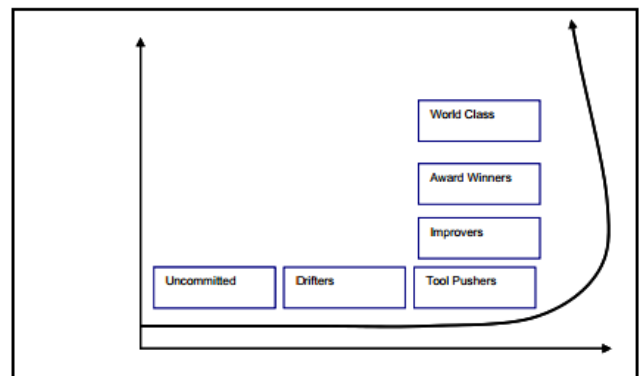 World Class
Award Winners
Improvers
Uncommitted
Drifters
Tool Pushers